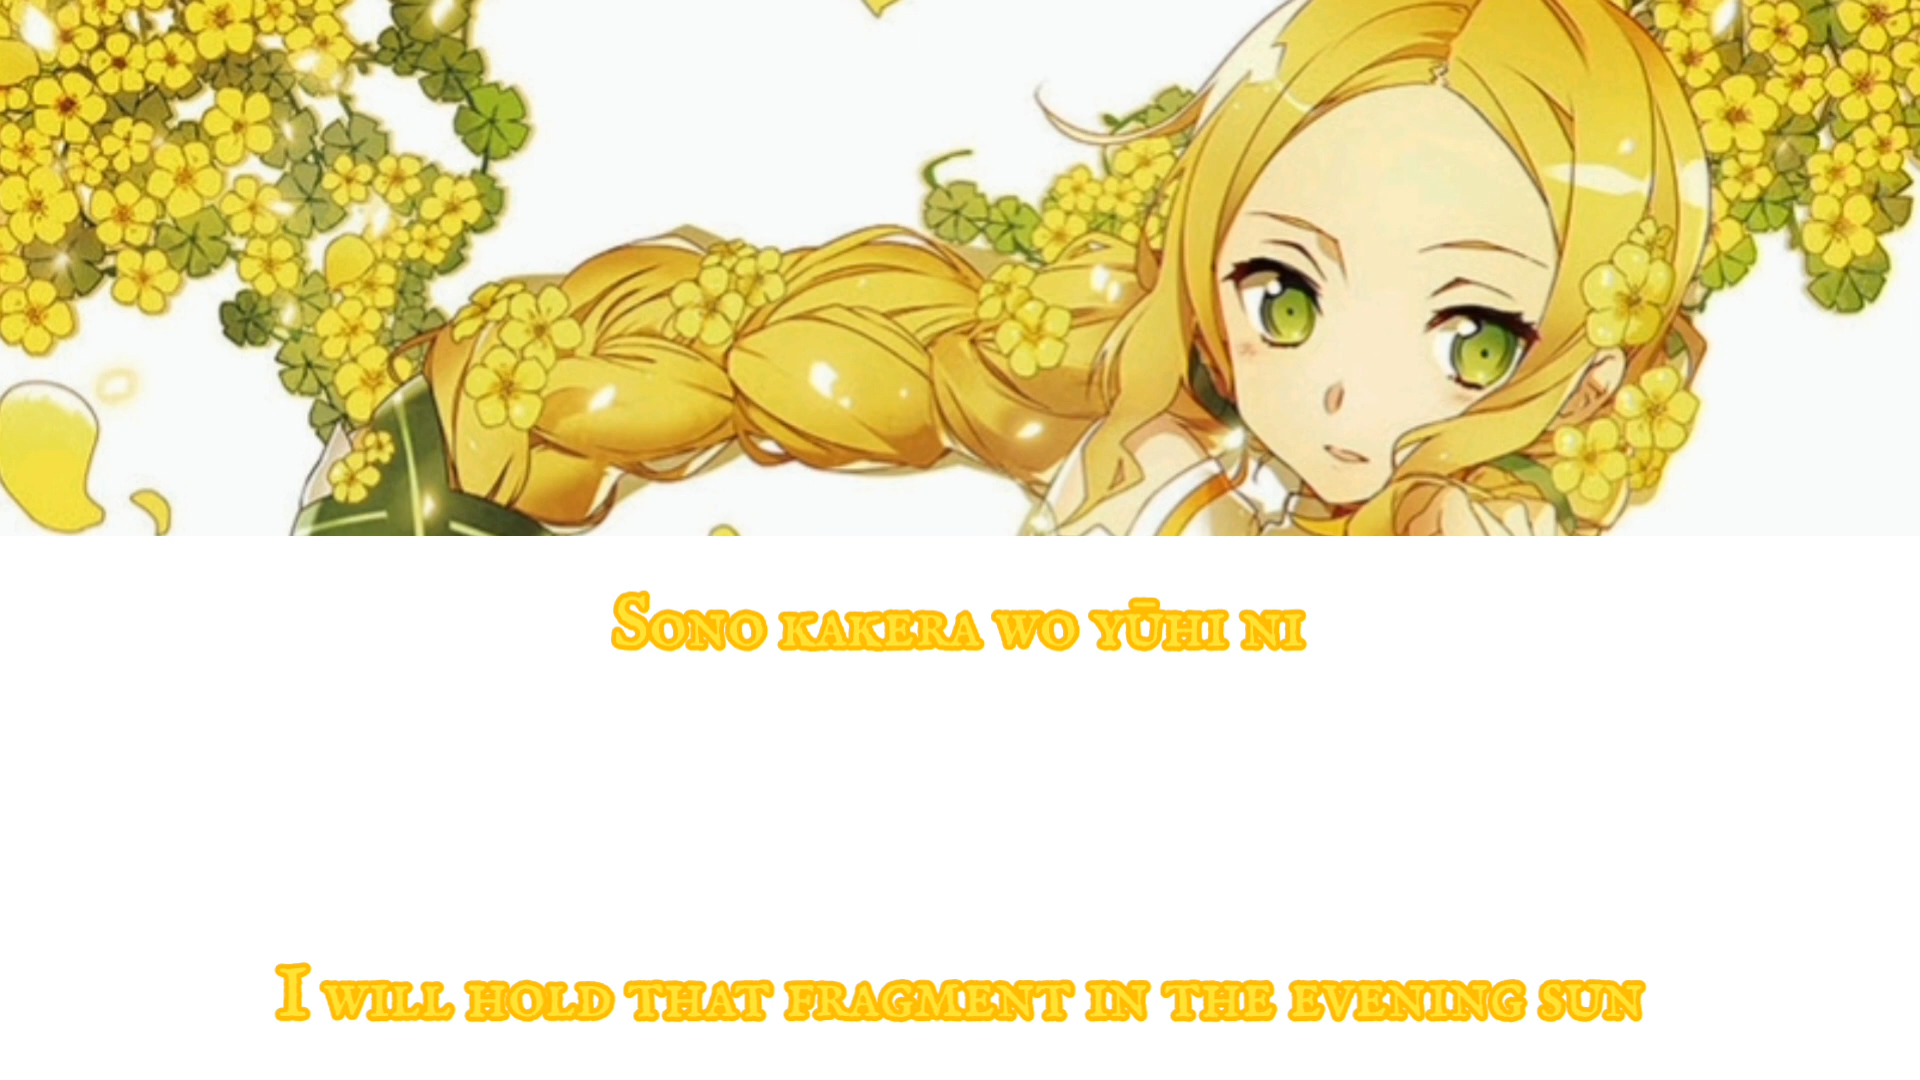 Sono kakera wo yūhi ni
I will hold that fragment in the evening sun